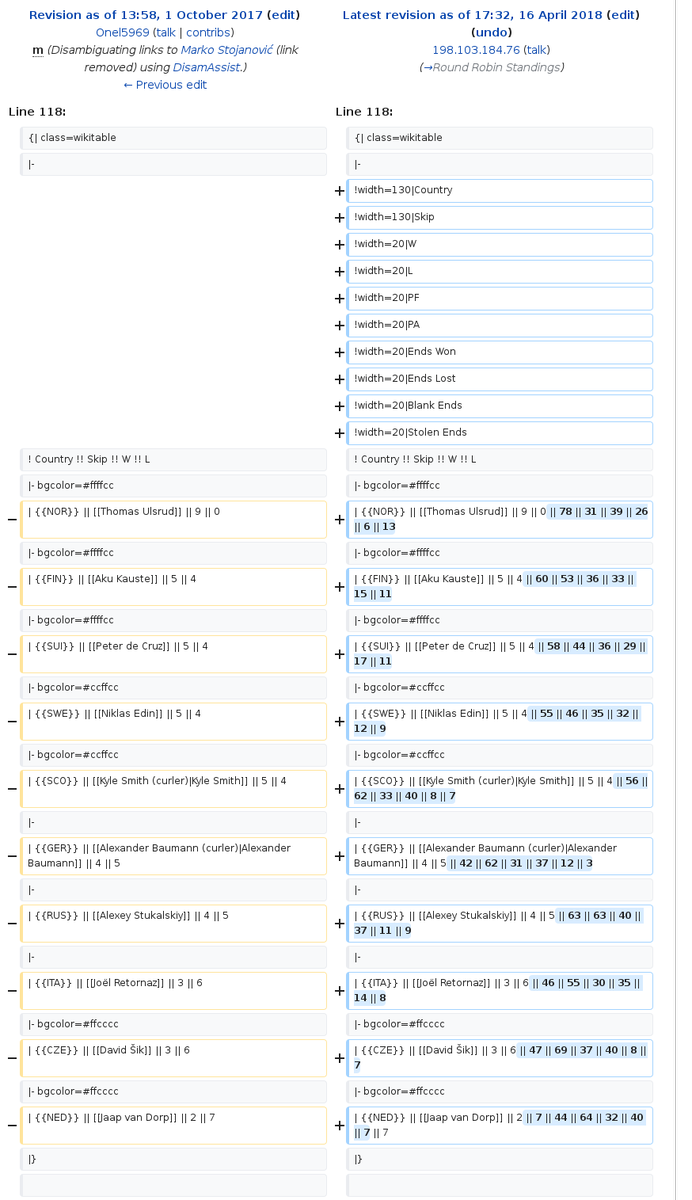 Revision as of 13:58, 1 October 2017 (edit)
Onel5969 (talk | contribs)
m (Disambiguating links to Marko Stojanović (link
removed) using DisamAssist.)
← Previous edit
Latest revision as of 17:32, 16 April 2018 (edit)
(undo)
198.103.184.76 (talk)
(→Round Robin Standings)
Line 118:
Line 118:
{| class=wikitable
{| class=wikitable
|-
|-
+ !width=130|Country
+ !width=130|Skip
+ !width=20|W
+ !width=20|L
+ !width=20|PF
+ !width=20|PA
+ !width=20|Ends Won
+ !width=20|Ends Lost
+ !width=20|Blank Ends
+ !width=20|Stolen Ends
! Country !! Skip !! W !! L
! Country !! Skip !! W !! L
|- bgcolor=#ffffcc
|- bgcolor=#ffffcc
− | {{NOR}} || [[Thomas Ulsrud]] || 9 || 0
+ | {{NOR}} || [[Thomas Ulsrud]] || 9 || 0 || 78 || 31 || 39 || 26
|| 6 || 13
|- bgcolor=#ffffcc
|- bgcolor=#ffffcc
− | {{FIN}} || [[Aku Kauste]] || 5 || 4
+ | {{FIN}} || [[Aku Kauste]] || 5 || 4 || 60 || 53 || 36 || 33 ||
15 || 11
|- bgcolor=#ffffcc
|- bgcolor=#ffffcc
− | {{SUI}} || [[Peter de Cruz]] || 5 || 4
+ | {{SUI}} || [[Peter de Cruz]] || 5 || 4 || 58 || 44 || 36 || 29 ||
17 || 11
|- bgcolor=#ccffcc
|- bgcolor=#ccffcc
− | {{SWE}} || [[Niklas Edin]] || 5 || 4
+ | {{SWE}} || [[Niklas Edin]] || 5 || 4 || 55 || 46 || 35 || 32 ||
12 || 9
|- bgcolor=#ccffcc
|- bgcolor=#ccffcc
− | {{SCO}} || [[Kyle Smith (curler)|Kyle Smith]] || 5 || 4
+ | {{SCO}} || [[Kyle Smith (curler)|Kyle Smith]] || 5 || 4 || 56 ||
62 || 33 || 40 || 8 || 7
|-
|-
− | {{GER}} || [[Alexander Baumann (curler)|Alexander
Baumann]] || 4 || 5
+ | {{GER}} || [[Alexander Baumann (curler)|Alexander
Baumann]] || 4 || 5 || 42 || 62 || 31 || 37 || 12 || 3
|-
|-
− | {{RUS}} || [[Alexey Stukalskiy]] || 4 || 5
+ | {{RUS}} || [[Alexey Stukalskiy]] || 4 || 5 || 63 || 63 || 40 ||
37 || 11 || 9
|-
|-
− | {{ITA}} || [[Joël Retornaz]] || 3 || 6
+ | {{ITA}} || [[Joël Retornaz]] || 3 || 6 || 46 || 55 || 30 || 35 ||
14 || 8
|- bgcolor=#ffcccc
|- bgcolor=#ffcccc
− | {{CZE}} || [[David Šik]] || 3 || 6
+ | {{CZE}} || [[David Šik]] || 3 || 6 || 47 || 69 || 37 || 40 || 8 ||
7
|- bgcolor=#ffcccc
|- bgcolor=#ffcccc
− | {{NED}} || [[Jaap van Dorp]] || 2 || 7
+ | {{NED}} || [[Jaap van Dorp]] || 2 || 7 || 44 || 64 || 32 || 40
|| 7 || 7
|}
|}